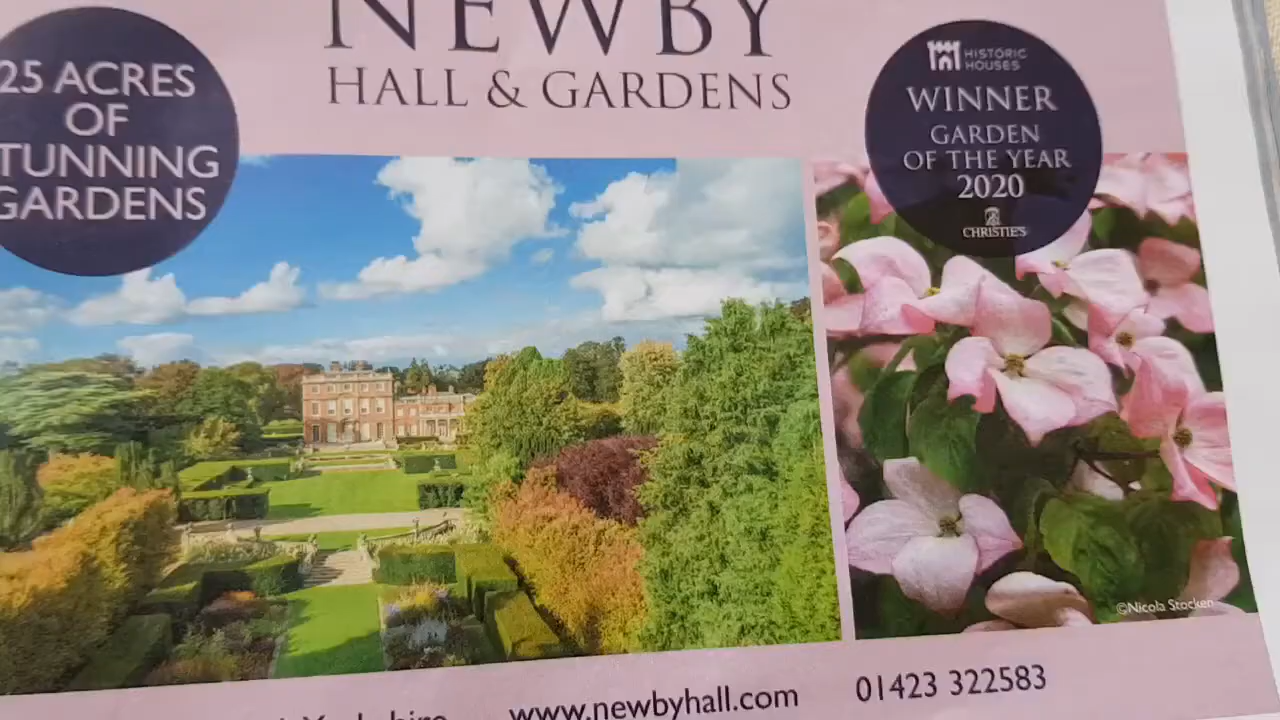 NEWBY
HALL & GARDENS
25 ACRES
OF
TUNNING
GARDENS
HISTORIC
HOUSES
WINNER
GARDEN
OF THE YEAR
2020
CHRISTIE'S
©Nicola Stocken
www.newbyhall.com 01423 322583